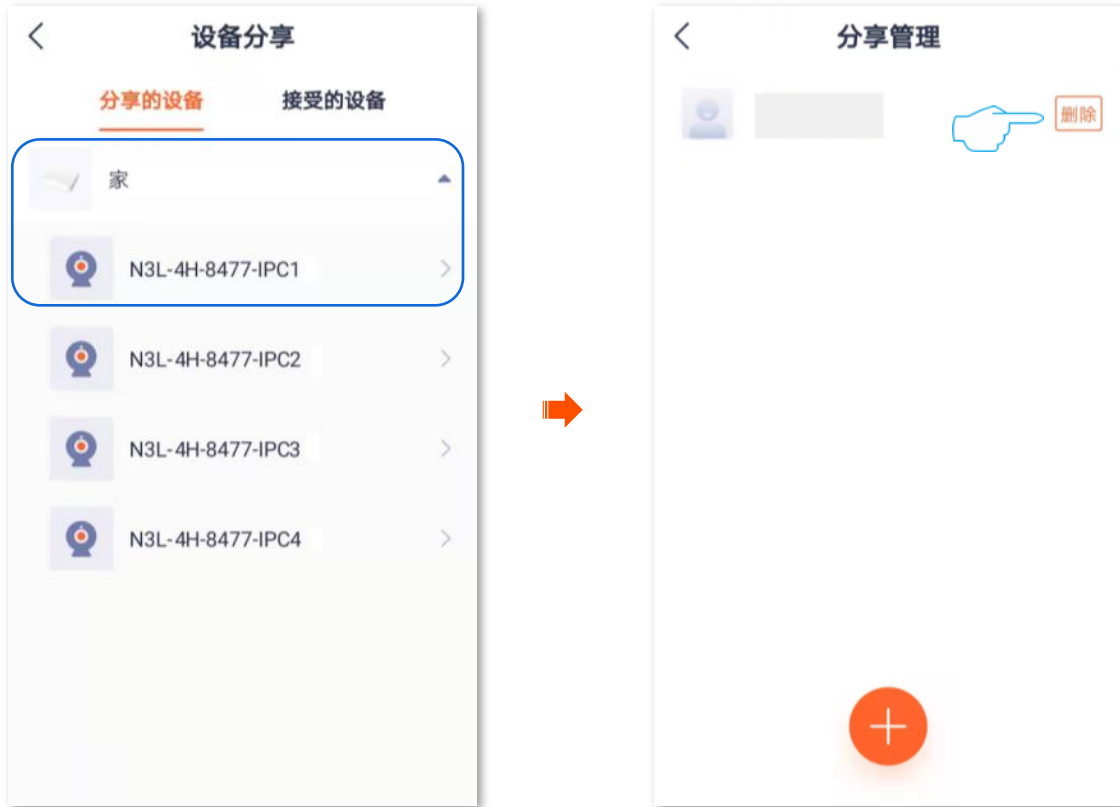 设备分享
分享的设备
接受的设备
家
N3L-4H-8477-IPC1
N3L-4H-8477-IPC2
N3L-4H-8477-IPC3
N3L-4H-8477-IPC4
分享管理
删除